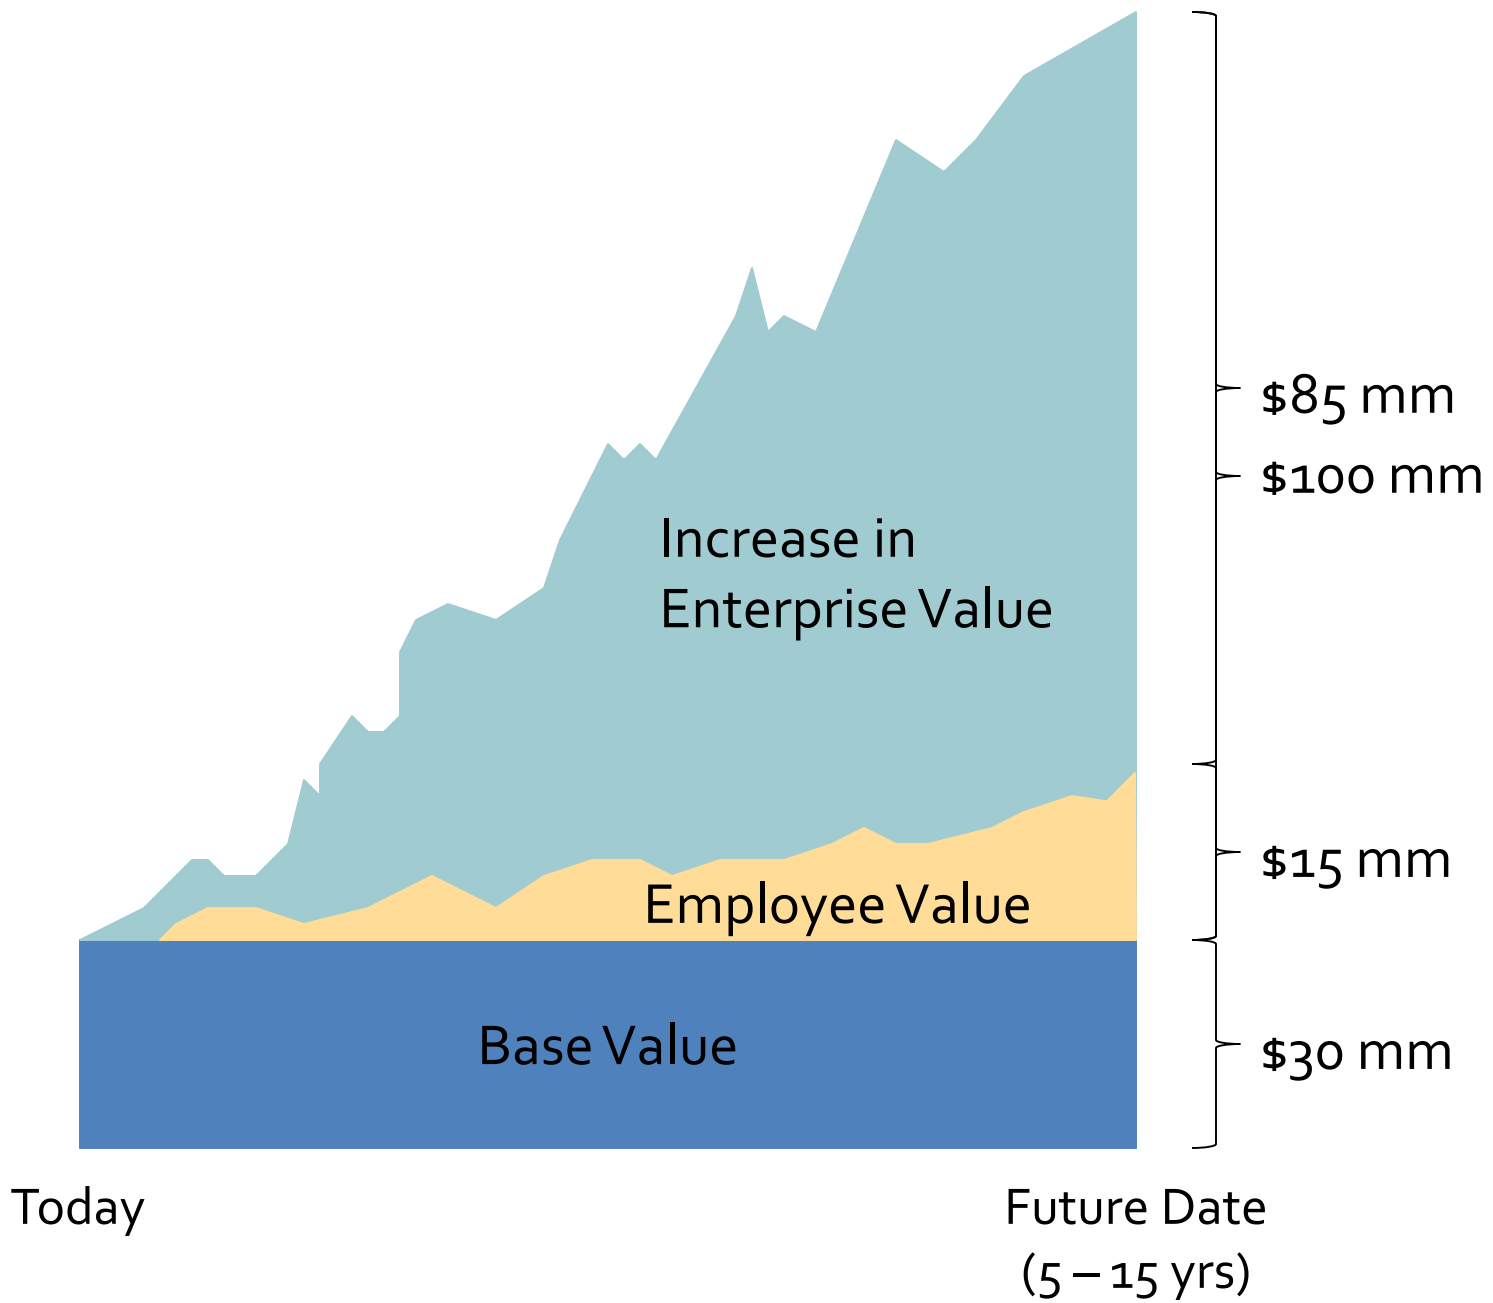 $85 mm
$100 mm
Increase in
Enterprise Value
$15 mm
Employee Value
Base Value
$30 mm
Today
Future Date
(5 – 15 yrs)